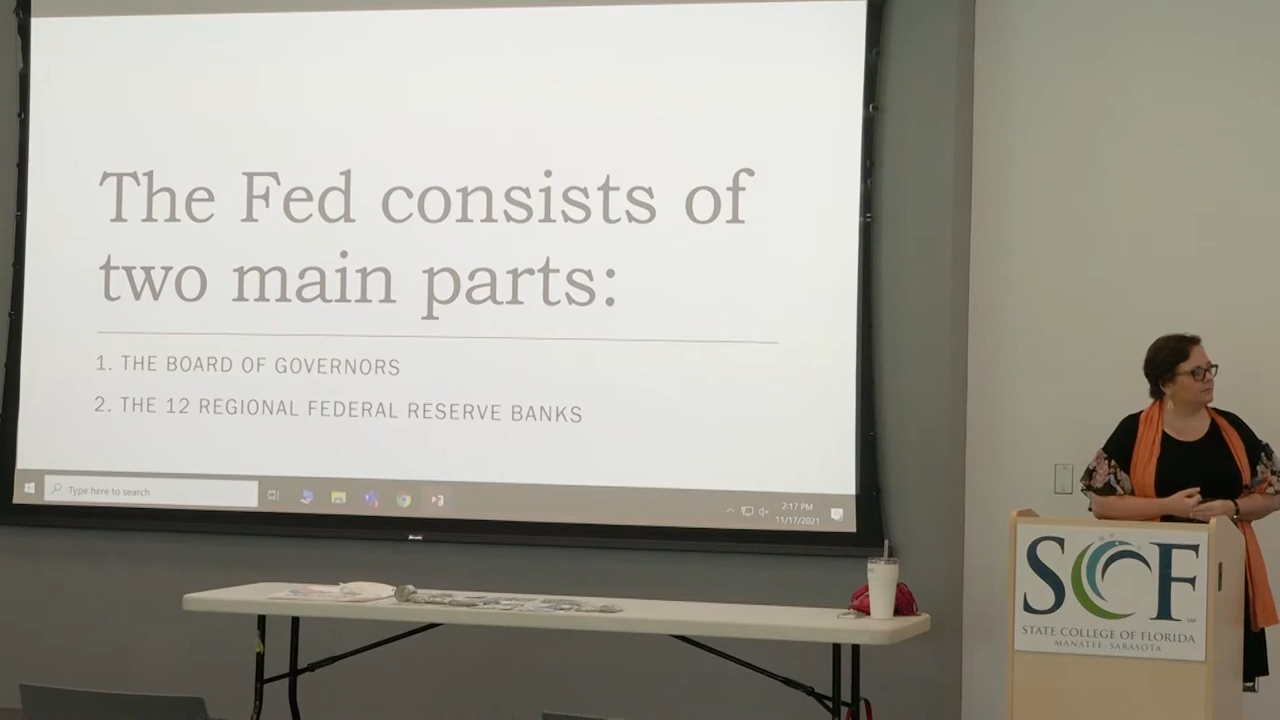 The Fed consists of
two main parts:
1. THE BOARD OF GOVERNORS
2. THE 12 REGIONAL FEDERAL RESERVE BANKS
Type here to search
2:17 PM
11/17/2021
SCF
SM
STATE COLLEGE OF FLORIDA
MANATEE-SARASOTA